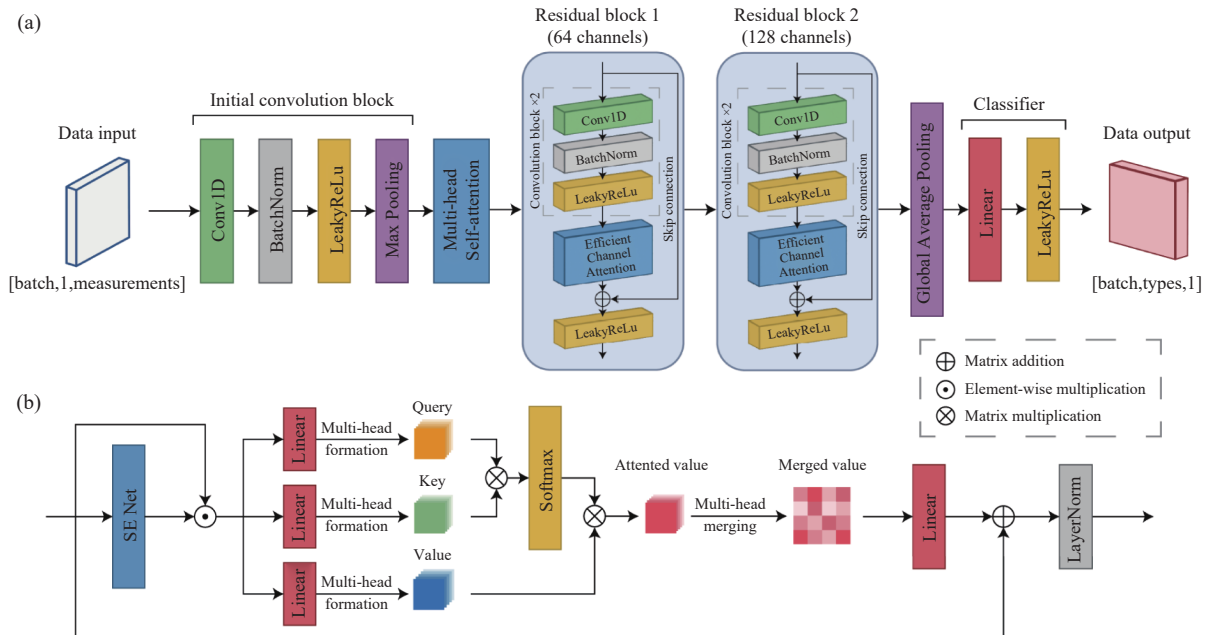 (a)
Data input
[batch,1,measurements]
Initial convolution block
Conv1D
BatchNorm
LeakyReLu
Max Pooling
Multi-head
Self-attention
Residual block 1
(64 channels)
Convolution block ×2
Conv1D
BatchNorm
LeakyReLu
Efficient
Channel
Attention
LeakyReLu
Skip connection
Residual block 2
(128 channels)
Convolution block ×2
Conv1D
BatchNorm
LeakyReLu
Efficient
Channel
Attention
LeakyReLu
Skip connection
Global Average Pooling
Classifier
Linear
LeakyReLu
Data output
[batch,types,1]
Matrix addition
Element-wise multiplication
Matrix multiplication
(b)
SE Net
Linear
Multi-head
formation
Query
Linear
Multi-head
formation
Key
Linear
Multi-head
formation
Value
Softmax
Attented value
Multi-head
merging
Merged value
Linear
LayerNorm